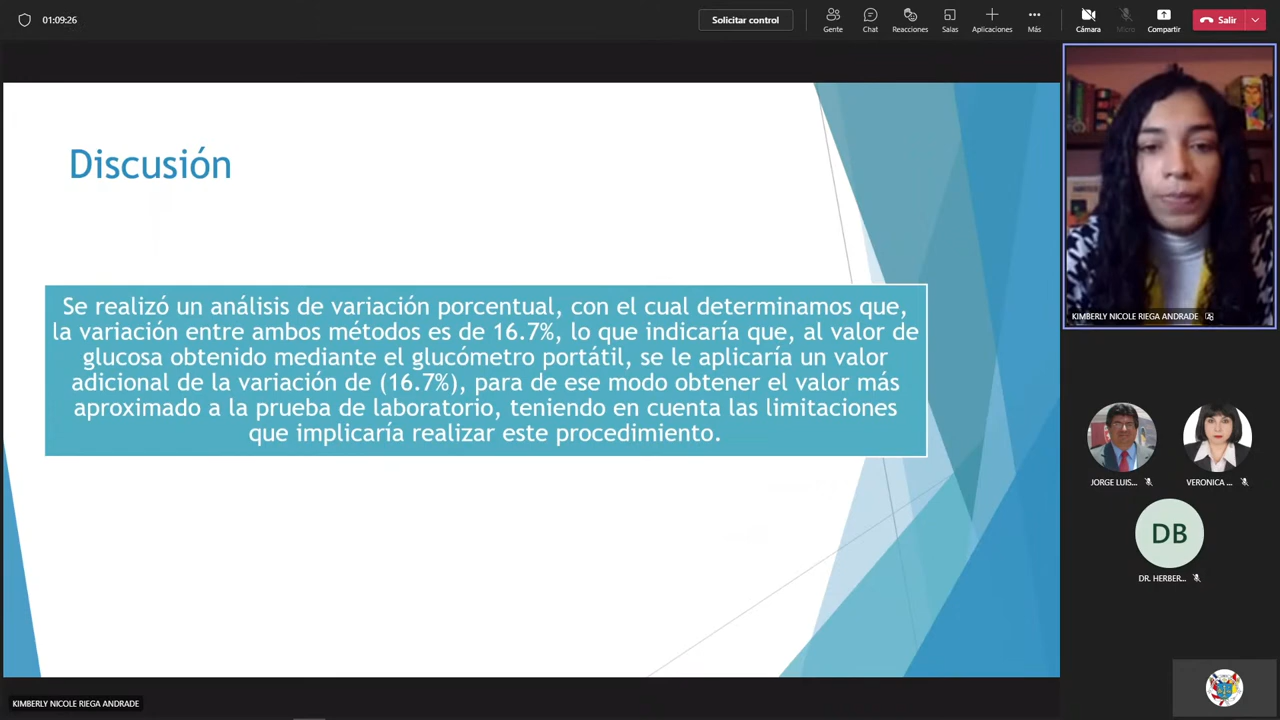 01:09:26
Solicitar control
Gente
Chat
Reacciones
Salas
Aplicaciones
Más
Cámara
Micro
Compartir
Salir
Discusión
Se realizó un análisis de variación porcentual, con el cual determinamos que,
la variación entre ambos métodos es de 16.7%, lo que indicaría que, al valor de
glucosa obtenido mediante el glucómetro portátil, se le aplicaría un valor
adicional de la variación de (16.7%), para de ese modo obtener el valor más
aproximado a la prueba de laboratorio, teniendo en cuenta las limitaciones
que implicaría realizar este procedimiento.
KIMBERLY NICOLE RIEGA ANDRADE
JORGE LUIS...
VERONICA ...
DB
DR. HERBER...
KIMBERLY NICOLE RIEGA ANDRADE